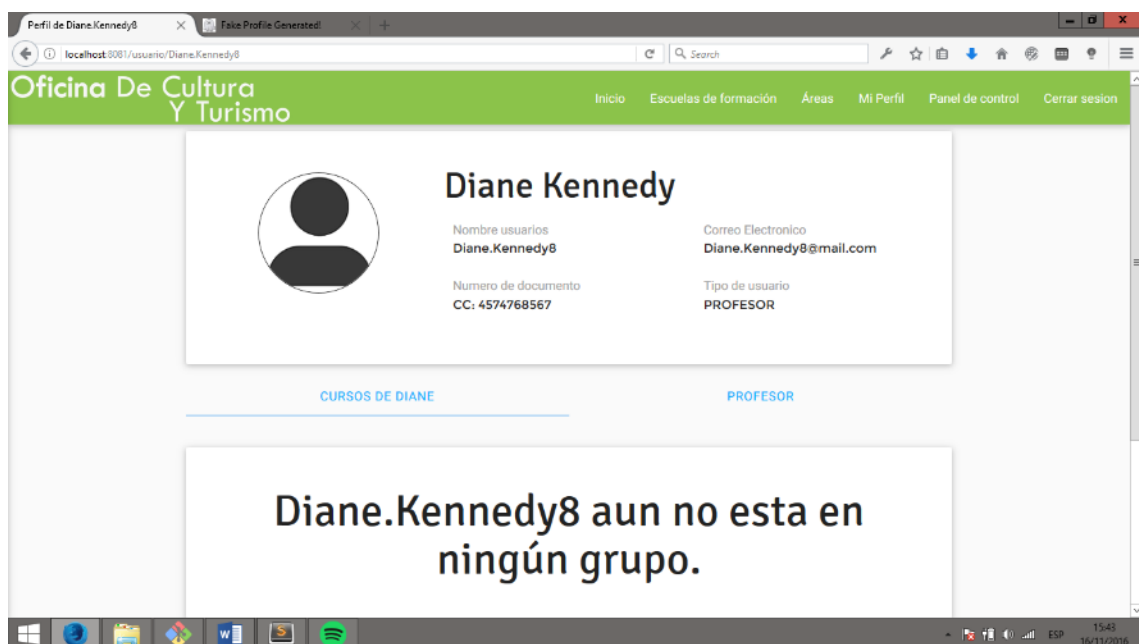 Perfil de Diane.Kennedy8
Fake Profile Generated!
localhost:8081/usuario/Diane.Kennedy8
Search
Oficina De Cultura
Y Turismo
Inicio Escuelas de formación Áreas Mi Perfil Panel de control Cerrar sesion
Diane Kennedy
Nombre usuarios Correo Electronico
Diane.Kennedy8 Diane.Kennedy8@mail.com
Numero de documento Tipo de usuario
CC: 4574768567 PROFESOR
CURSOS DE DIANE PROFESOR
Diane.Kennedy8 aun no esta en
ningún grupo.
ESP
15:43
16/11/2016